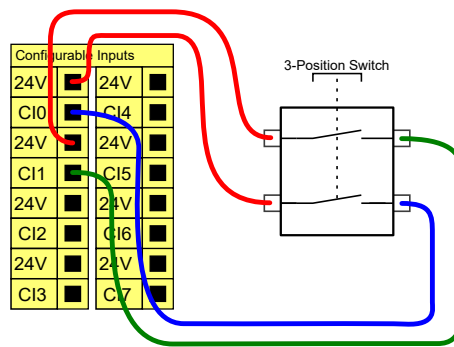 Configurable Inputs
24V 24V
CI0 CI4
24V 24V
CI1 CI5
24V 24V
CI2 CI6
24V 24V
CI3 CI7
3-Position Switch